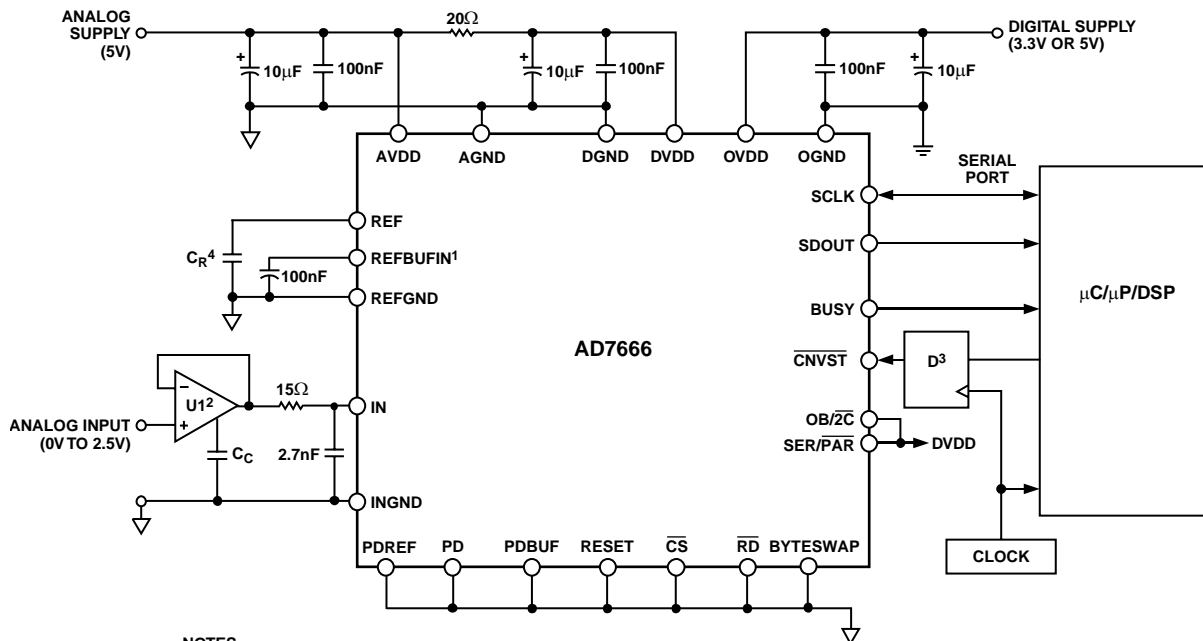 ANALOG
SUPPLY
(5V)
20Ω
DIGITAL SUPPLY
(3.3V OR 5V)
+
10μF
100nF
+
10μF
100nF
100nF
+
10μF
AVDD
AGND
DGND
DVDD
OVDD
OGND
SERIAL
PORT
SCLK
REF
CR4
REFBUFIN1
100nF
REFGND
SDOUT
BUSY
μC/μP/DSP
AD7666
CNVST
D3
15Ω
−
U12
+
IN
ANALOG INPUT
(0V TO 2.5V)
CC
2.7nF
OB/2C
SER/PAR
DVDD
INGND
PDREF
PD
PDBUF
RESET
CS
RD
BYTESWAP
CLOCK
NOTES